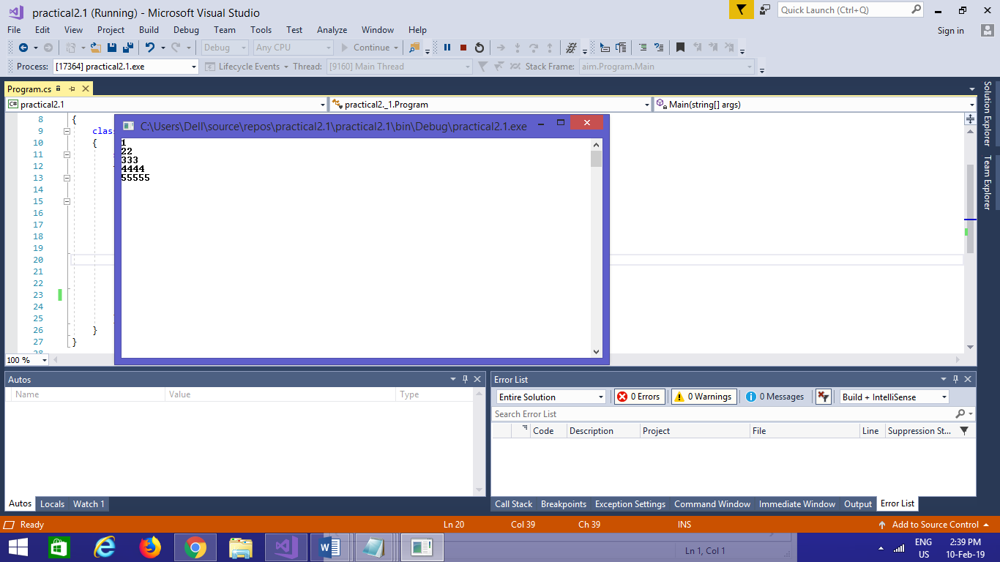 practical2.1 (Running) - Microsoft Visual Studio
Quick Launch (Ctrl+Q)
File Edit View Project Build Debug Team Tools Test Analyze Window Help
Sign in
Debug Any CPU Continue
Process: [17364] practical2.1.exe Lifecycle Events Thread: [9160] Main Thread Stack Frame: aim.Program.Main
Program.cs
C# practical2.1 practical2._1.Program Main(string[] args)
Solution Explorer
Team Explorer
C:\Users\Dell\source\repos\practical2.1\practical2.1\bin\Debug\practical2.1.exe
1
22
333
4444
55555
8 {
9 class
10 {
11
12
13
14
15
16
17
18
19
20
21
22
23
24
25
26 }
27 }
28
100 %
Autos
Name Value Type
Autos Locals Watch 1
Error List
Entire Solution 0 Errors 0 Warnings 0 Messages Build + IntelliSense
Search Error List
Code Description Project File Line Suppression St...
Call Stack Breakpoints Exception Settings Command Window Immediate Window Output Error List
Ready Ln 20 Col 39 Ch 39 INS Add to Source Control
Ln 1, Col 1
ENG
US
2:39 PM
10-Feb-19